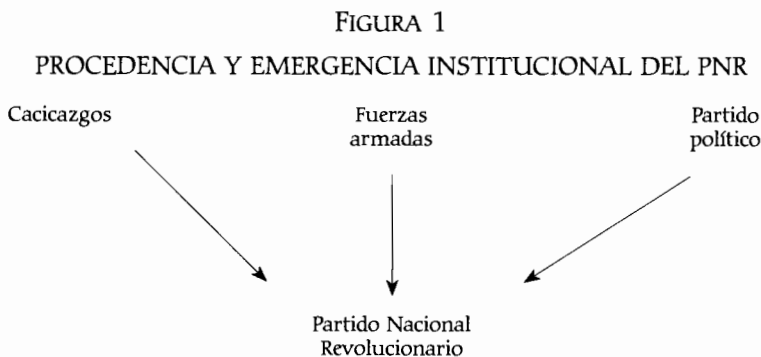 FIGURA 1
PROCEDENCIA Y EMERGENCIA INSTITUCIONAL DEL PNR
Cacicazgos
Fuerzas
armadas
Partido
político
Partido Nacional
Revolucionario